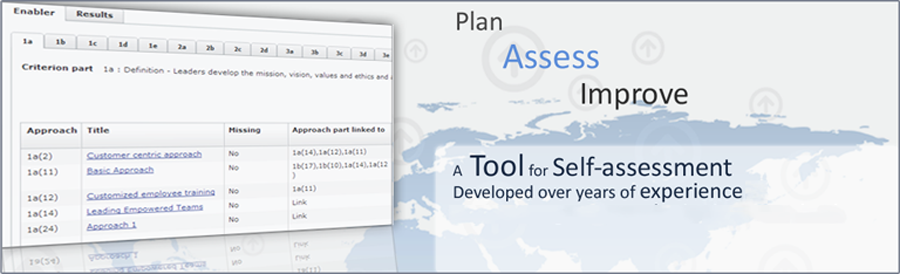 Enabler Results
1a 1b 1c 1d 1e 2a 2b 2c 2d 3a 3b 3c 3d 3e
Criterion part 1a : Definition - Leaders develop the mission, vision, values and ethics and
Approach Title Missing Approach part linked to
1a(2) Customer centric approach No 1a(14),1a(12),1a(11)
1a(11) Basic Approach No 1b(17),1b(10),1a(14),1a(12
)
1a(12) Customized employee training No 1a(11)
1a(14) Leading Empowered Teams No Link
1a(24) Approach 1 No Link
Plan
Assess
Improve
A Tool for Self-assessment
Developed over years of experience